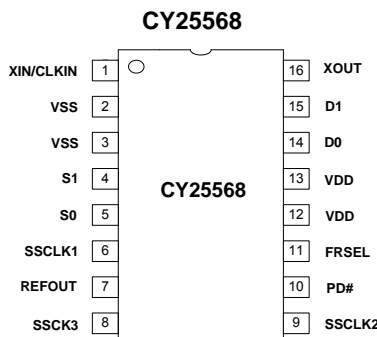 CY25568
XIN/CLKIN 1 16 XOUT
VSS 2 15 D1
VSS 3 14 D0
S1 4 13 VDD
CY25568
S0 5 12 VDD
SSCLK1 6 11 FRSEL
REFOUT 7 10 PD#
SSCK3 8 9 SSCLK2